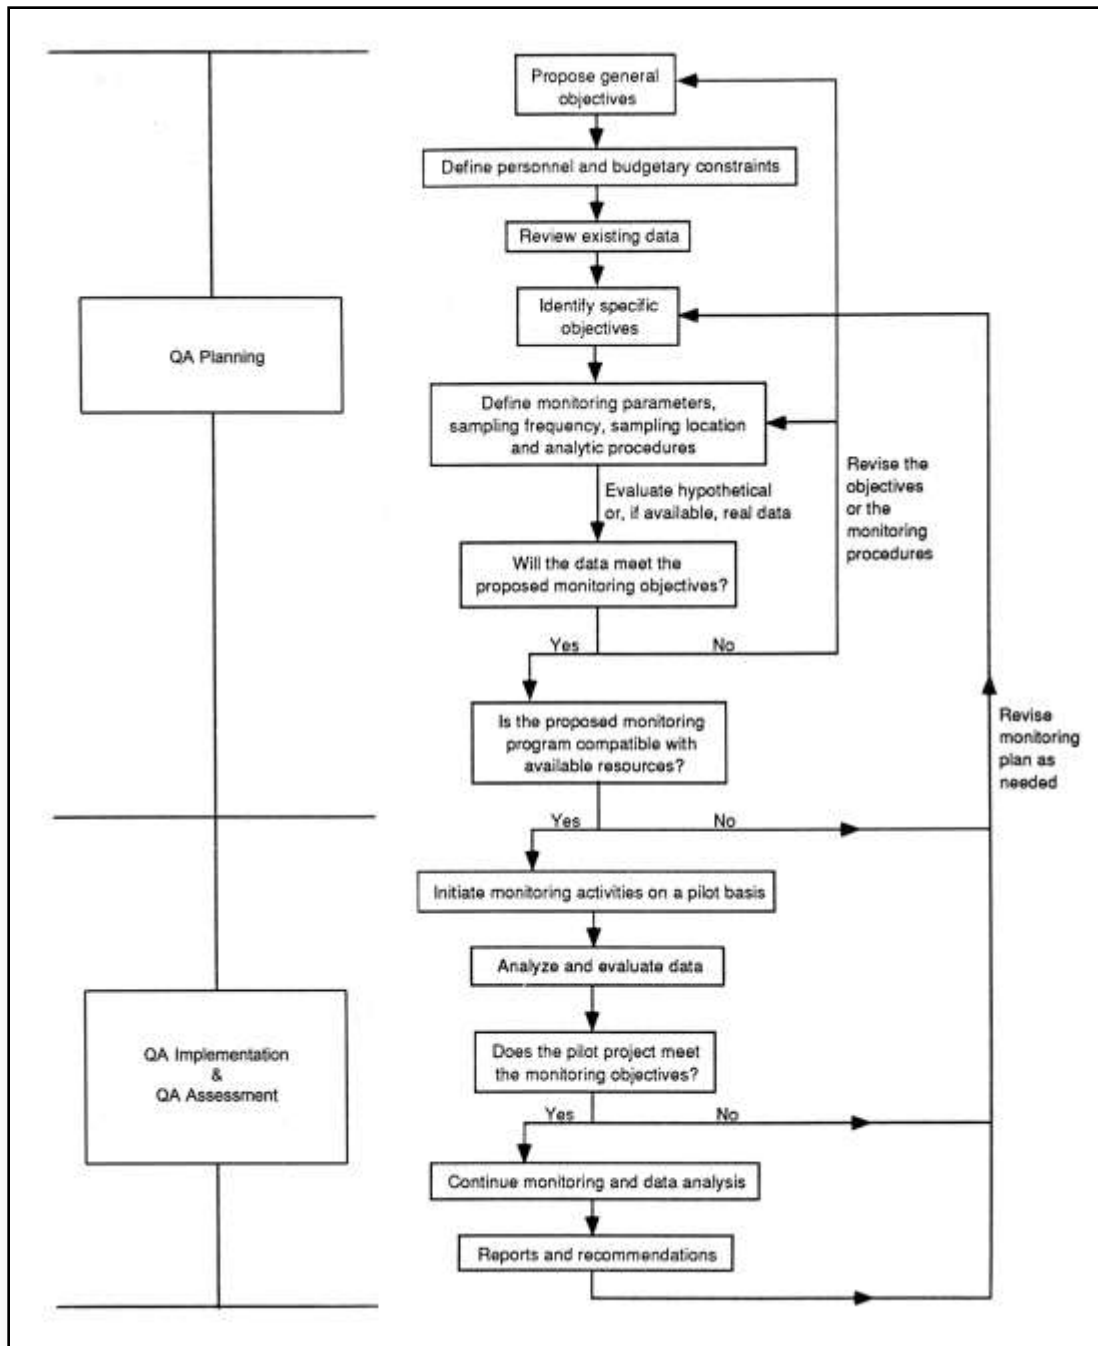 Propose general
objectives
Define personnel and budgetary constraints
Review existing data
Identify specific
objectives
QA Planning
Define monitoring parameters,
sampling frequency, sampling location
and analytic procedures
Evaluate hypothetical
or, if available, real data
Revise the
objectives
or the
monitoring
procedures
Will the data meet the
proposed monitoring objectives?
Yes
No
Is the proposed monitoring
program compatible with
available resources?
Revise
monitoring
plan as
needed
Yes
No
Initiate monitoring activities on a pilot basis
Analyze and evaluate data
QA Implementation
&
QA Assessment
Does the pilot project meet
the monitoring objectives?
Yes
No
Continue monitoring and data analysis
Reports and recommendations